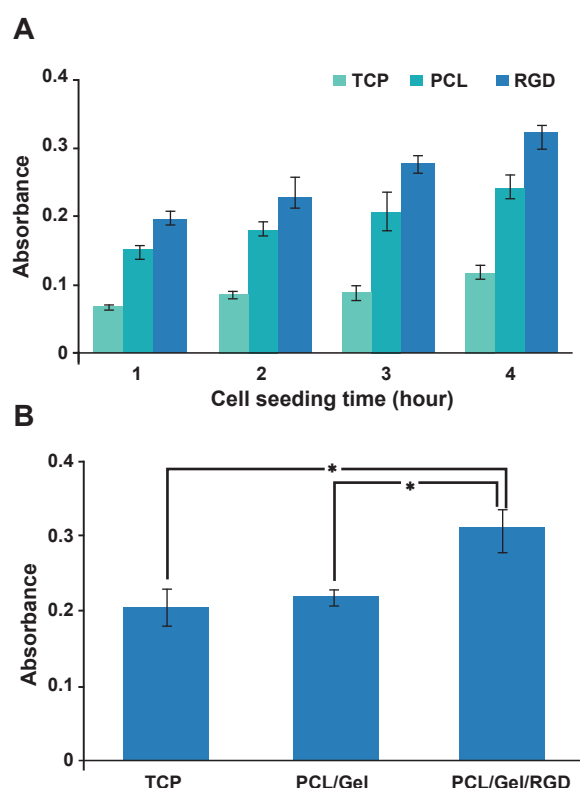 A
0.4
TCP PCL RGD
0.3
Absorbance
0.2
0.1
0
1 2 3 4
Cell seeding time (hour)
B
0.4
*
*
0.3
Absorbance
0.2
0.1
0
TCP PCL/Gel PCL/Gel/RGD